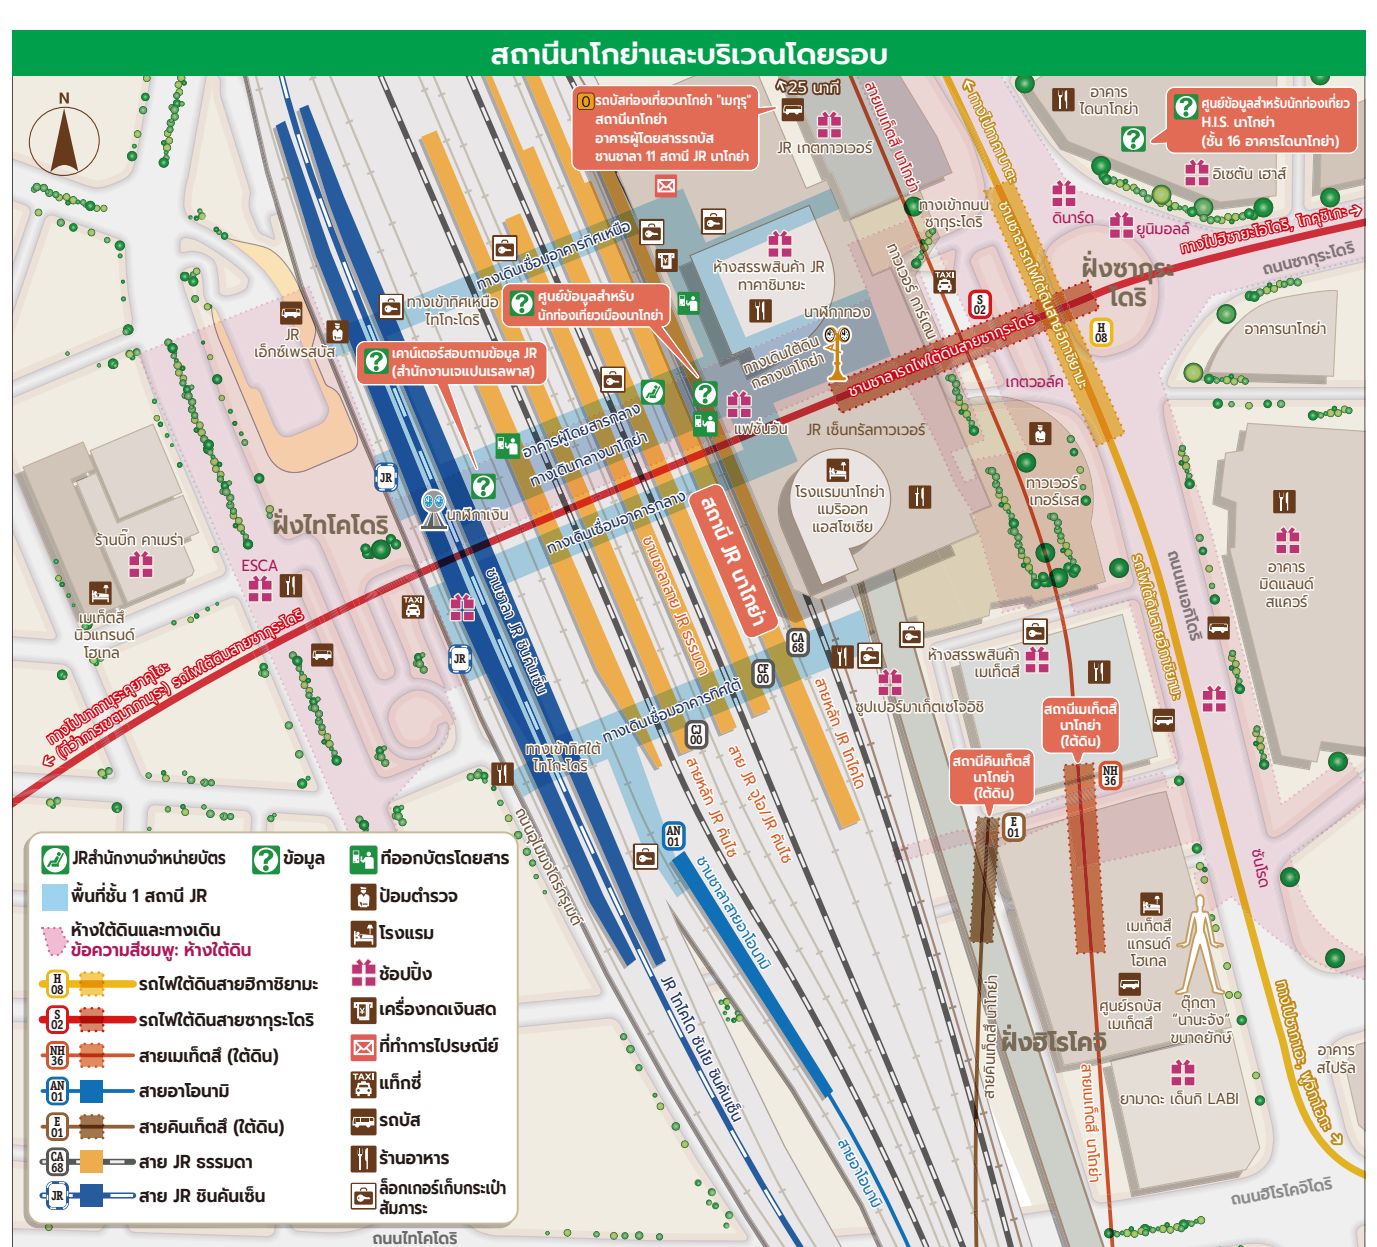 สถานีนาโกย่าและบริเวณโดยรอบ
N
0 รถบัสท่องเที่ยวนาโกย่า "เมกุรุ"
สถานีนาโกย่า
อาคารผู้โดยสารรถบัส
ชานชาลา 11 สถานี JR นาโกย่า
25 นาที
JR เกตทาวเวอร์
สายเมเท็ตสึ นาโกย่า
ทางไปทาคาบาตะ
อาคาร
ไดนาโกย่า
ศูนย์ข้อมูลสำหรับนักท่องเที่ยว
H.I.S. นาโกย่า
(ชั้น 16 อาคารไดนาโกย่า)
อิเซตัน เฮาส์
ดินาร์ด
ยูนิมอลล์
ทางเข้าถนน
ซากุระโดริ
ทางไปวิซายะโอโดริ, โทคุชิเกะ
ฝั่งซากุระ
โดริ
ถนนซากุระโดริ
อาคารนาโกย่า
TAXI
S
02
H
08
ชานชาลารถไฟใต้ดินสายฮิกาชิยามะ
ชานชาลารถไฟใต้ดินสายซากุระโดริ
ทาวเวอร์ การ์เดน
ทางเดินเชื่อมอาคารทิศเหนือ
ห้างสรรพสินค้า JR
ทาคาชิมายะ
นาฬิกาทอง
ทางเดินใต้ดิน
กลางนาโกย่า
ทางเข้าทิศเหนือ
ไทโกะโดริ
ศูนย์ข้อมูลสำหรับ
นักท่องเที่ยวเมืองนาโกย่า
JR
เอ็กซ์เพรสบัส
เคาน์เตอร์สอบถามข้อมูล JR
(สำนักงานเจแปนเรลพาส)
อาคารผู้โดยสารกลาง
ทางเดินกลางนาโกย่า
แฟชั่นวัน
JR เซ็นทรัลทาวเวอร์
เกตวอล์ค
ทาวเวอร์
เทอร์เรส
โรงแรมนาโกย่า
แมริออท
แอสโซเซีย
JR
นาฬิกาเงิน
ฝั่งไทโคโดริ
ทางเดินเชื่อมอาคารกลาง
สถานี JR นาโกย่า
ร้านบิ๊ก คาเมร่า
ESCA
เมเท็ตสึ
นิวแกรนด์
โฮเทล
TAXI
JR
ชานชาลา JR ชินคันเซ็น
ชานชาลาสาย JR ธรรมดา
รถไฟใต้ดินสายซากุระโดริ
ทางไปนากามุระคุยาคุโชะ
(ที่ว่าการเขตนากามุระ)
อาคาร
มิดแลนด์
สแควร์
ถนนเมเอกิโดริ
รถไฟใต้ดินสายฮิกาชิยามะ
ห้างสรรพสินค้า
เมเท็ตสึ
ซุปเปอร์มาเก็ตเซโจอิชิ
CA
68
CF
00
CJ
00
ทางเดินเชื่อมอาคารทิศใต้
ทางเข้าทิศใต้
ไทโกะโดริ
สายหลัก JR โทไคโด
สาย JR จูโอ/JR คันไซ
สายหลัก JR คันไซ
สถานีเมเท็ตสึ
นาโกย่า
(ใต้ดิน)
NH
36
สถานีคินเท็ตสึ
นาโกย่า
(ใต้ดิน)
E
01
AN
01
ชานชาลาสายอาโอนามิ
ถนนอุโมงโดริทูรุเมดี
ซันโรด
เมเท็ตสึ
แกรนด์
โฮเทล
ศูนย์รถบัส
เมเท็ตสึ
ตุ๊กตา
"นานะจัง"
ขนาดยักษ์
ฝั่งฮิโรโคจิ
สายคินเท็ตสึ นาโกย่า
สายเมเท็ตสึ นาโกย่า
ยามาดะ เด็นกิ LABI
อาคาร
สไปรัล
ทางไปซากาเอะ, ฟูจิกาโอกะ
ถนนฮิโรโคจิโดริ
JR โทไคโด ซันโย ชินคันเซ็น
สายอาโอนามิ
ถนนไทโคโดริ
JRสำนักงานจำหน่ายบัตร
ข้อมูล
ที่ออกบัตรโดยสาร
พื้นที่ชั้น 1 สถานี JR
ป้อมตำรวจ
ห้างใต้ดินและทางเดิน
ข้อความสีชมพู: ห้างใต้ดิน
โรงแรม
ช้อปปิ้ง
H
08
รถไฟใต้ดินสายฮิกาชิยามะ
เครื่องกดเงินสด
S
02
รถไฟใต้ดินสายซากุระโดริ
ที่ทำการไปรษณีย์
NH
36
สายเมเท็ตสึ (ใต้ดิน)
TAXI
แท็กซี่
AN
01
สายอาโอนามิ
รถบัส
E
01
สายคินเท็ตสึ (ใต้ดิน)
ร้านอาหาร
CA
68
สาย JR ธรรมดา
ล็อกเกอร์เก็บกระเป๋า
สัมภาระ
JR
สาย JR ชินคันเซ็น